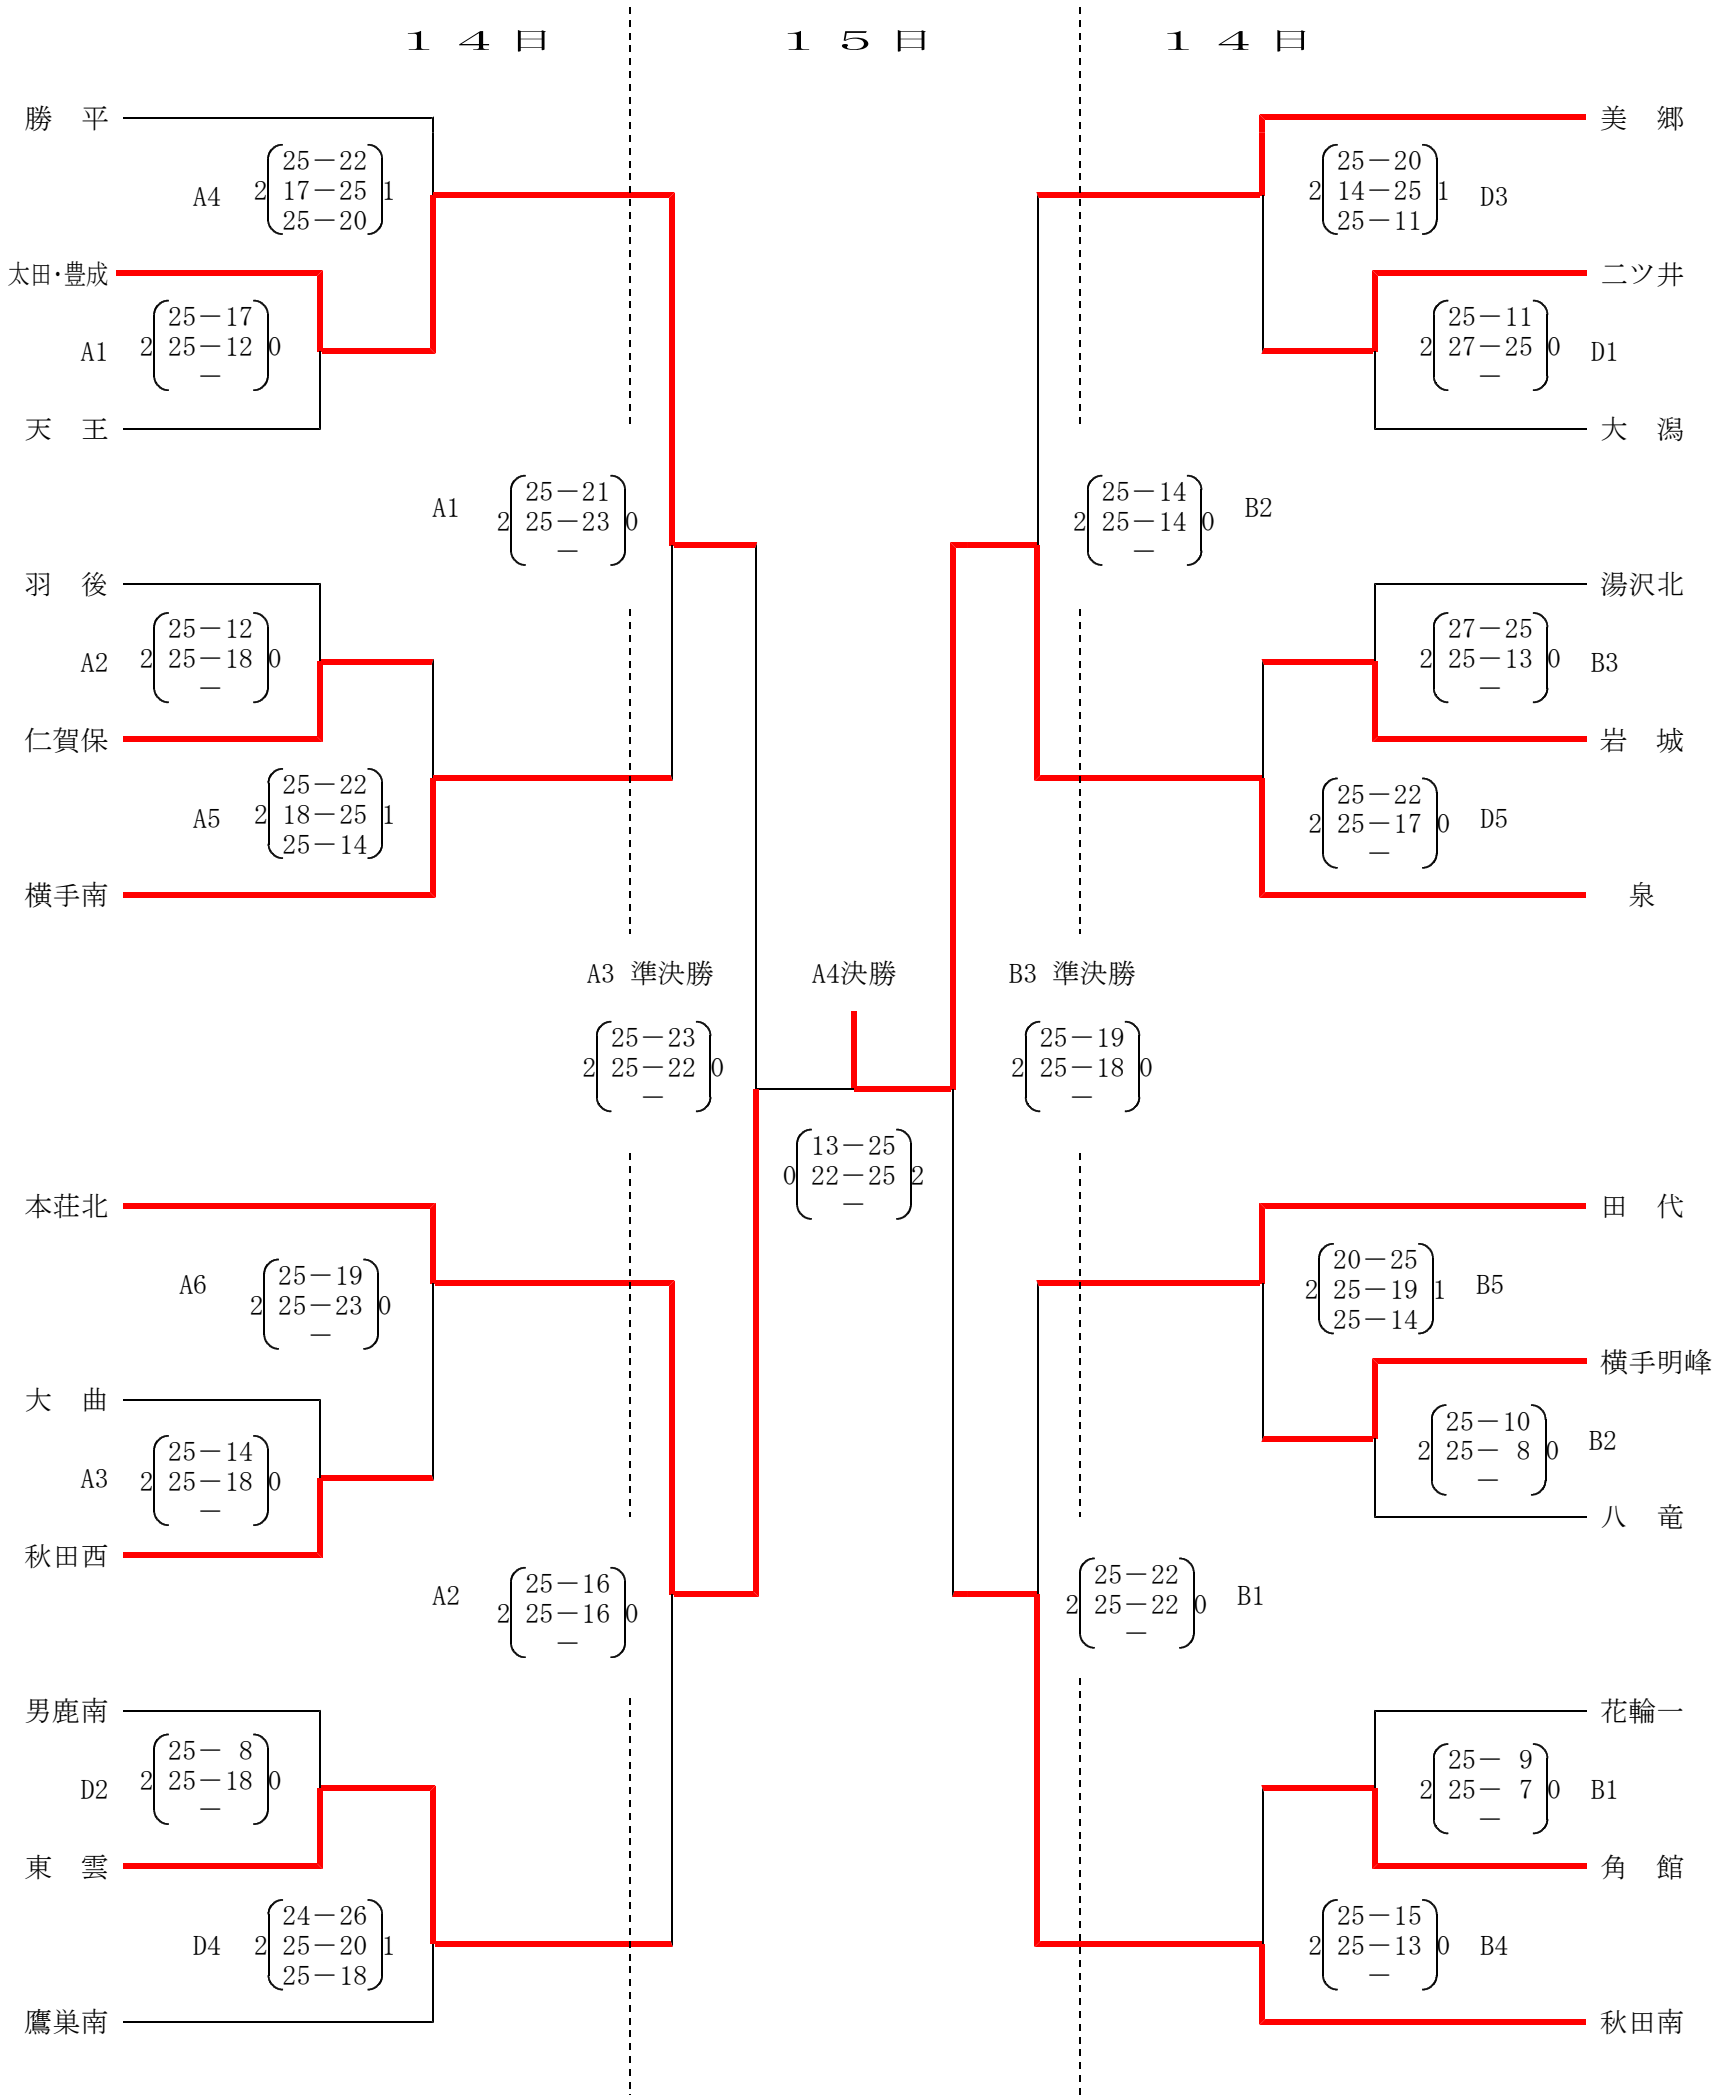 １４日　１５日　１４日
勝　平
25－22
A4 2 17－25 1
25－20
太田・豊成
25－17
A1 2 25－12 0
－
天　王
25－21
A1 2 25－23 0
－
羽　後
25－12
A2 2 25－18 0
－
仁賀保
25－22
A5 2 18－25 1
25－14
横手南
A3 準決勝
25－23
2 25－22 0
－
本荘北
25－19
A6 2 25－23 0
－
大　曲
25－14
A3 2 25－18 0
－
秋田西
25－16
A2 2 25－16 0
－
男鹿南
25－ 8
D2 2 25－18 0
－
東　雲
24－26
D4 2 25－20 1
25－18
鷹巣南
A4決勝
13－25
0 22－25 2
－
美　郷
25－20
2 14－25 1 D3
25－11
二ツ井
25－11
2 27－25 0 D1
－
大　潟
25－14
2 25－14 0 B2
－
湯沢北
27－25
2 25－13 0 B3
－
岩　城
25－22
2 25－17 0 D5
－
泉
B3 準決勝
25－19
2 25－18 0
－
田　代
20－25
2 25－19 1 B5
25－14
横手明峰
25－10
2 25－ 8 0 B2
－
八　竜
25－22
2 25－22 0 B1
－
花輪一
25－ 9
2 25－ 7 0 B1
－
角　館
25－15
2 25－13 0 B4
－
秋田南